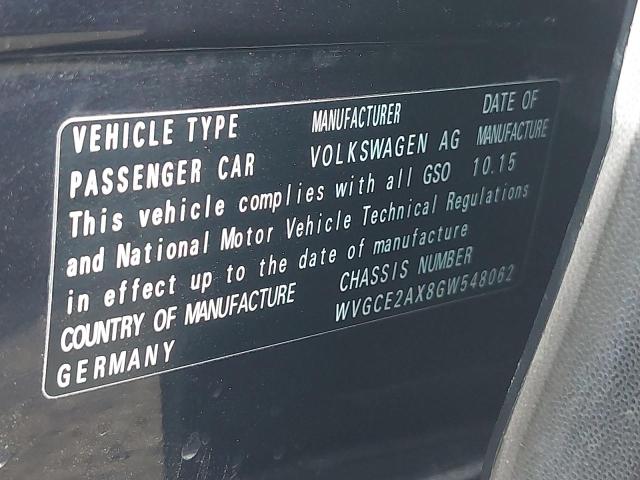 VEHICLE TYPE MANUFACTURER DATE OF
PASSENGER CAR VOLKSWAGEN AG MANUFACTURE
This vehicle complies with all GSO 10.15
and National Motor Vehicle Technical Regulations
in effect up to the date of manufacture
COUNTRY OF MANUFACTURE CHASSIS NUMBER
GERMANY WVGCE2AX8GW548062